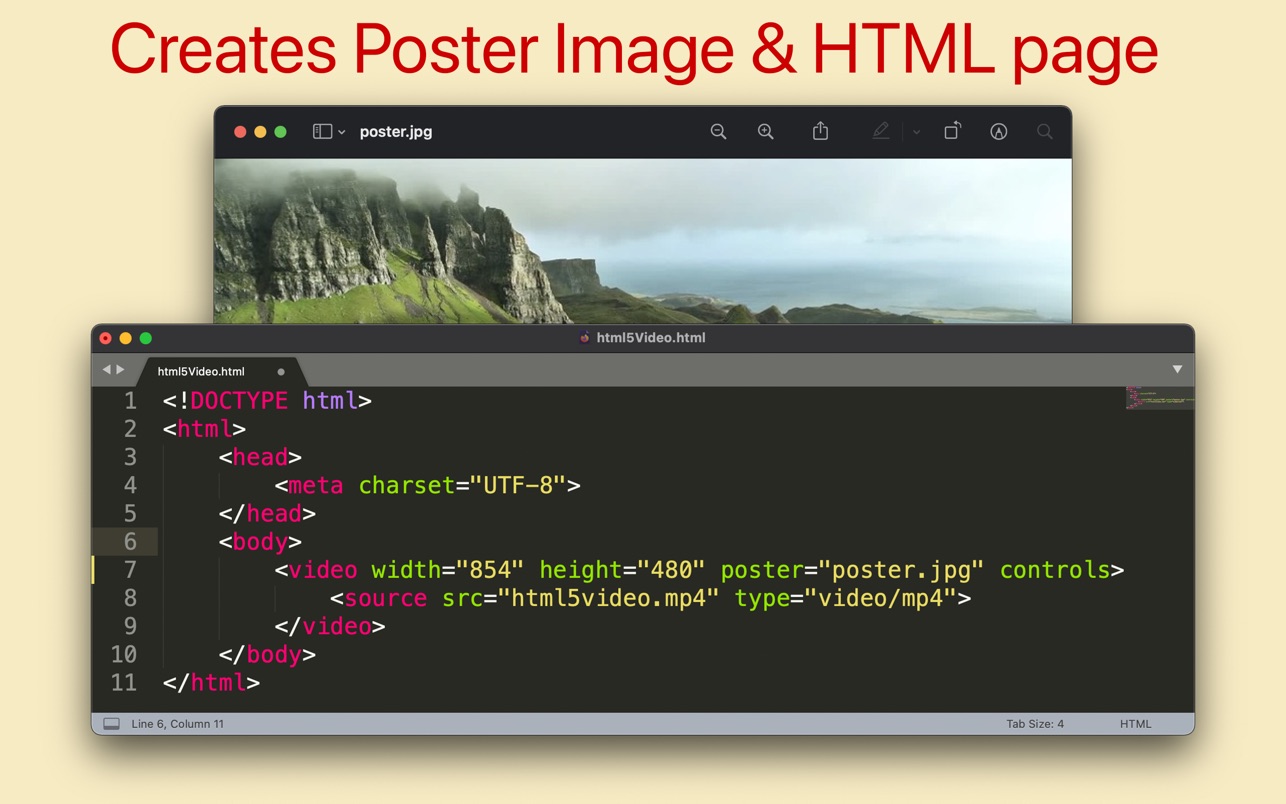 Creates Poster Image & HTML page
poster.jpg
html5Video.html
html5Video.html
1 <!DOCTYPE html>
2 <html>
3     <head>
4         <meta charset="UTF-8">
5     </head>
6     <body>
7         <video width="854" height="480" poster="poster.jpg" controls>
8             <source src="html5video.mp4" type="video/mp4">
9         </video>
10     </body>
11 </html>
Line 6, Column 11 Tab Size: 4 HTML